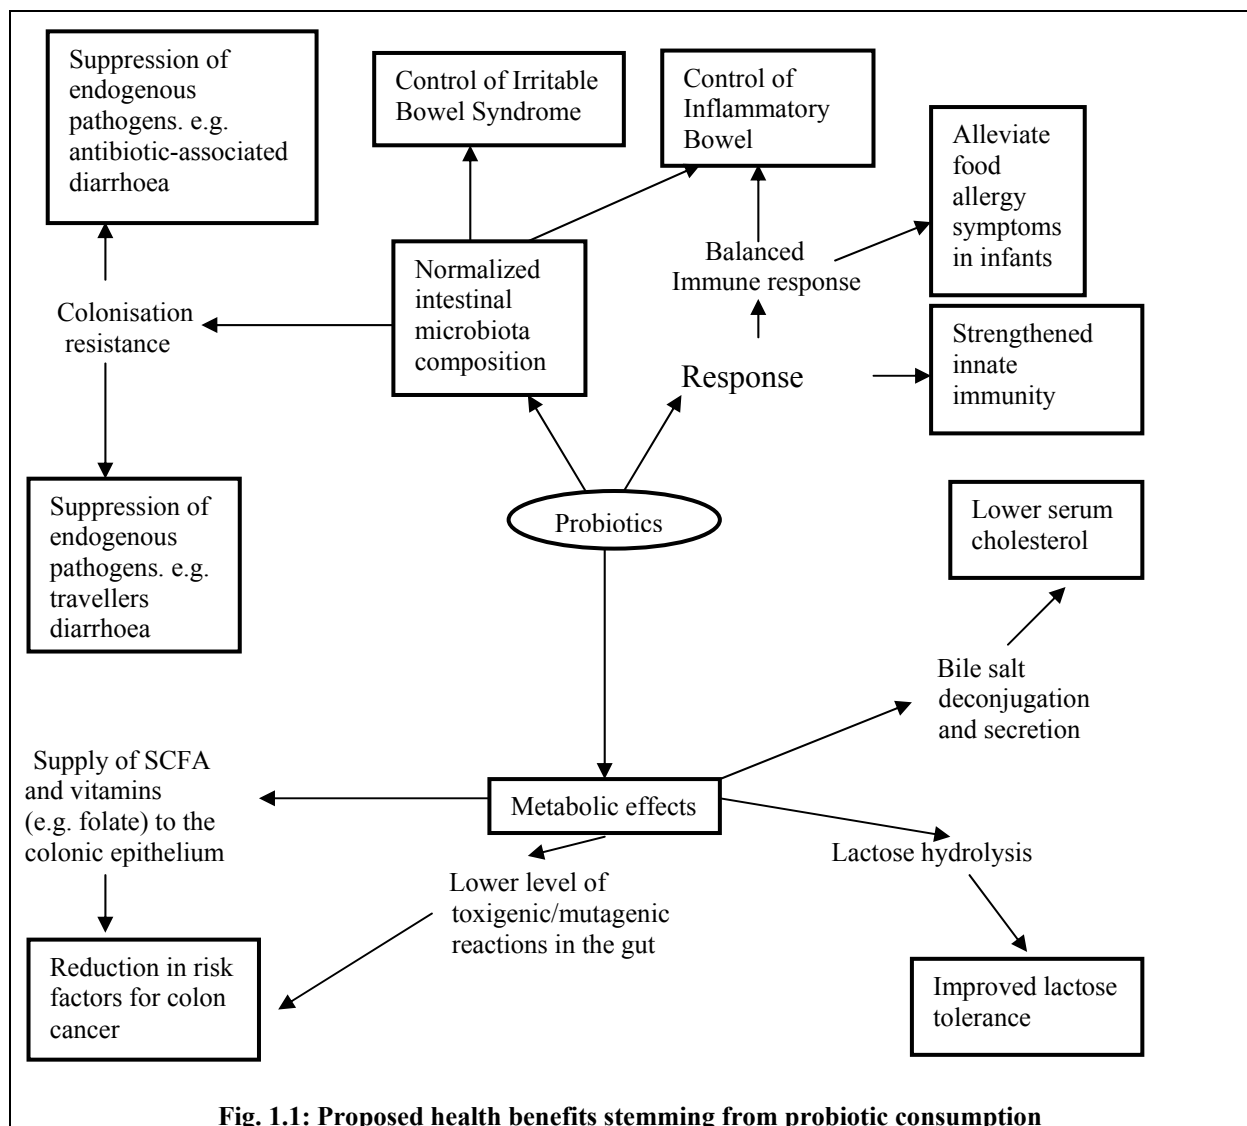 Suppression of
endogenous
pathogens. e.g.
antibiotic-associated
diarrhoea
Control of Irritable
Bowel Syndrome
Control of
Inflammatory
Bowel
Alleviate
food
allergy
symptoms
in infants
Balanced
Immune response
Normalized
intestinal
microbiota
composition
Colonisation
resistance
Response
Strengthened
innate
immunity
Suppression of
endogenous
pathogens. e.g.
travellers
diarrhoea
Probiotics
Lower serum
cholesterol
Bile salt
deconjugation
and secretion
Supply of SCFA
and vitamins
(e.g. folate) to the
colonic epithelium
Metabolic effects
Lactose hydrolysis
Lower level of
toxigenic/mutagenic
reactions in the gut
Reduction in risk
factors for colon
cancer
Improved lactose
tolerance
Fig. 1.1: Proposed health benefits stemming from probiotic consumption